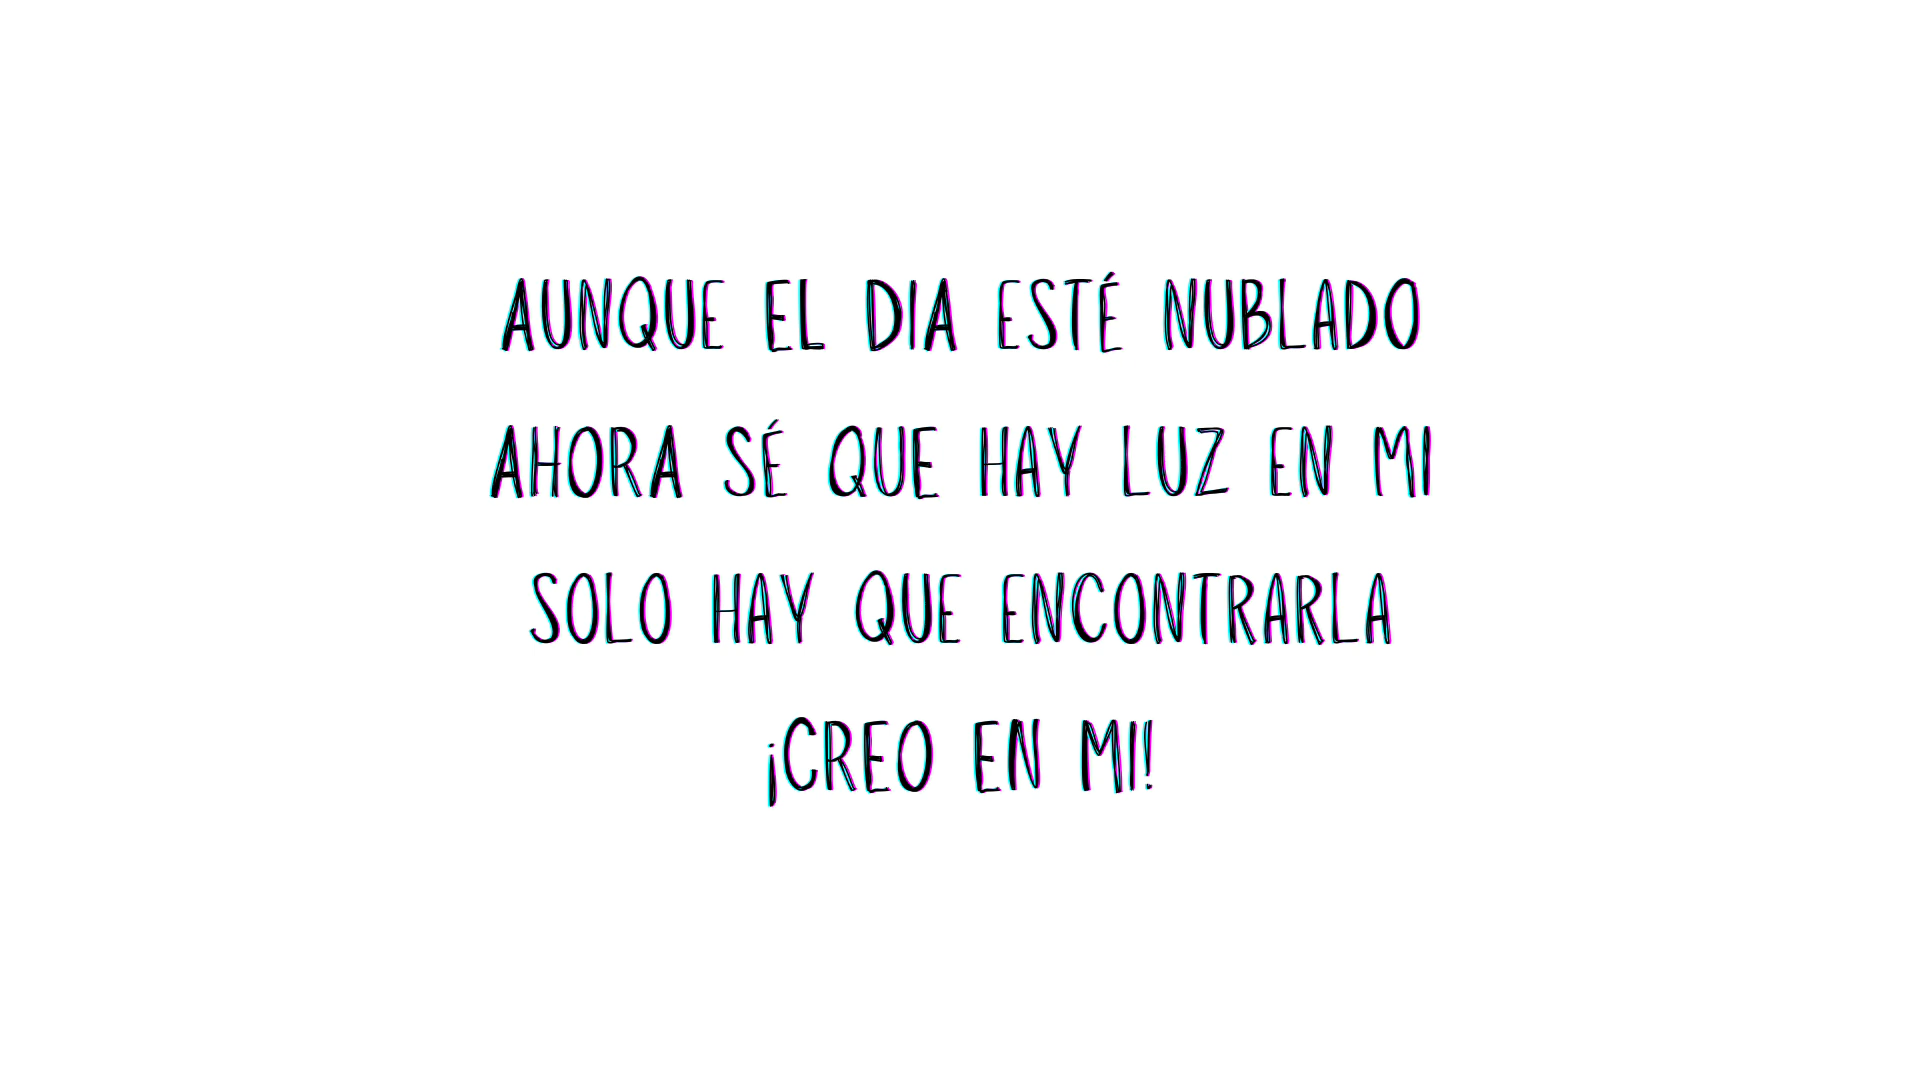 AUNQUE EL DIA ESTÉ NUBLADO
AHORA SÉ QUE HAY LUZ EN MI
SOLO HAY QUE ENCONTRARLA
¡CREO EN MI!